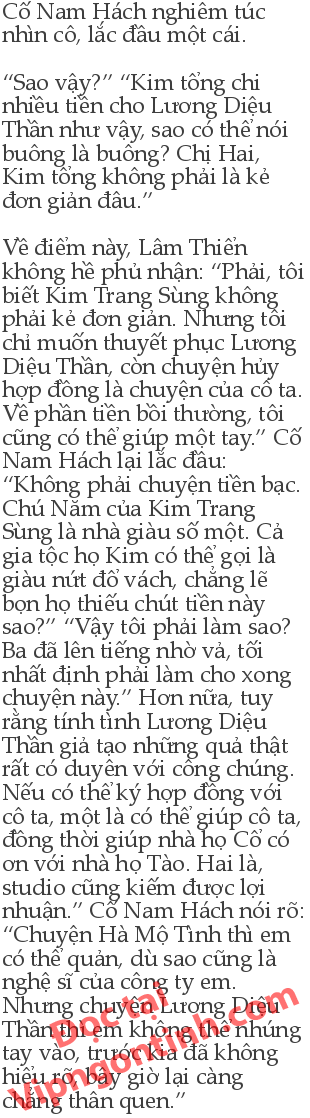 Cố Nam Hách nghiêm túc
nhìn cô, lắc đầu một cái.
“Sao vậy?” “Kim tổng chi
nhiều tiền cho Lương Diệu
Thần như vậy, sao có thể nói
buông là buông? Chị Hai,
Kim tổng không phải là kẻ
đơn giản đâu.”
Về điểm này, Lâm Thiển
không hề phủ nhận: “Phải, tôi
biết Kim Trang Sùng không
phải kẻ đơn giản. Nhưng tôi
chỉ muốn thuyết phục Lương
Diệu Thần, còn chuyện hủy
hợp đồng là chuyện của cô ta.
Về phần tiền bồi thường, tôi
cũng có thể giúp một tay.” Cố
Nam Hách lại lắc đầu:
“Không phải chuyện tiền bạc.
Chú Năm của Kim Trang
Sùng là nhà giàu số một. Cả
gia tộc họ Kim có thể gọi là
giàu nứt đố đổ vách, chẳng lẽ
bọn họ thiếu chút tiền này
sao?” “Vậy tôi phải làm sao?
Ba đã lên tiếng nhờ vả, tối
nhất định phải làm cho xong
chuyện này.” Hơn nữa, tuy
rằng tính tình Lương Diệu
Thần giả tạo những quả thật
rất có duyên với công chúng.
Nếu có thể ký hợp đồng với
cô ta, một là có thể giúp cô ta,
đồng thời giúp nhà họ Cố có
ơn với nhà họ Tào. Hai là,
studio cũng kiếm được lợi
nhuận.” Cố Nam Hách nói rõ:
“Chuyện Hà Mộ Tình thì em
có thể quản, dù sao cũng là
nghệ sĩ của công ty em.
Nhưng chuyện Lương Diệu
Thần thì em không thể nhúng
tay vào, trước kia đã không
hiểu rõ, bây giờ lại càng
chẳng thân quen.”
Đọc tại
Vipngontinh.com